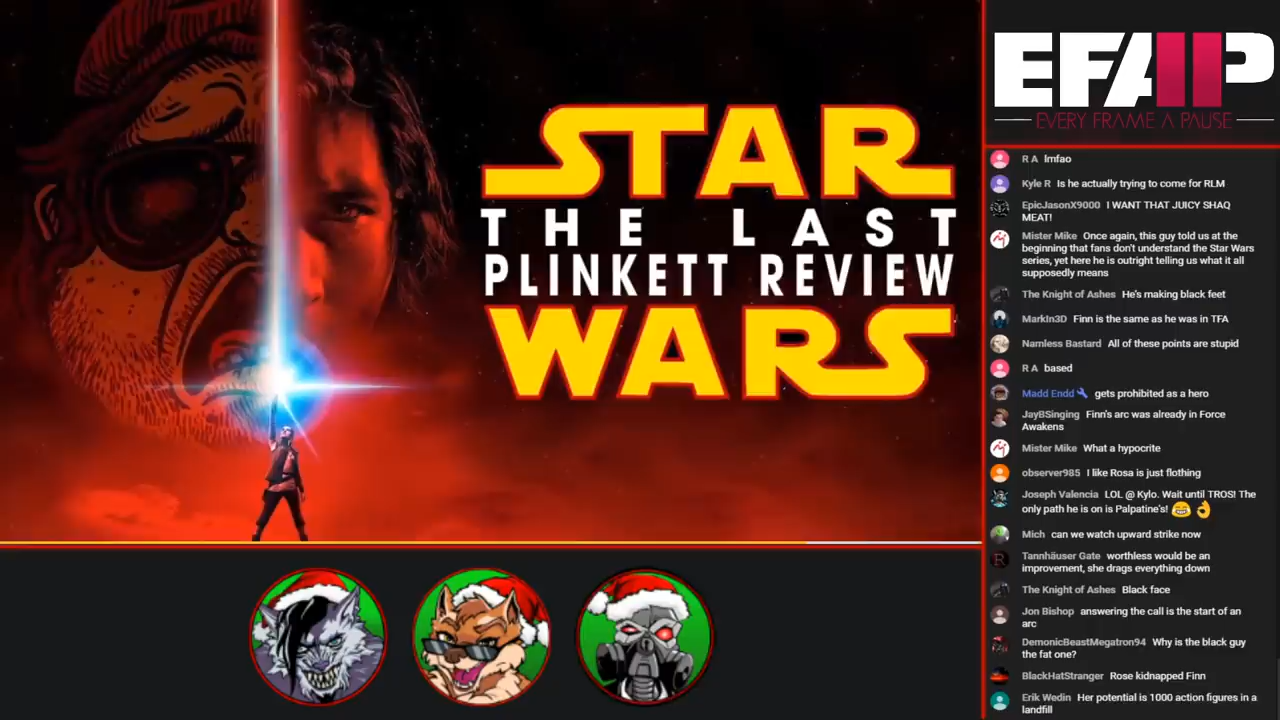 STAR
THE LAST
PLINKETT REVIEW
WARS
EFAP
EVERY FRAME A PAUSE
R A lmfao
Kyle R Is he actually trying to come for RLM
EpicJasonX9000 I WANT THAT JUICY SHAQ
MEAT!
Mister Mike Once again, this guy told us at the
beginning that fans don't understand the Star Wars
series, yet here he is outright telling us what it all
supposedly means
The Knight of Ashes He's making black feet
MarkIn3D Finn is the same as he was in TFA
Namless Bastard All of these points are stupid
R A based
Madd Endd gets prohibited as a hero
JayBSinging Finn's arc was already in Force
Awakens
Mister Mike What a hypocrite
observer985 I like Rosa is just flothing
Joseph Valencia LOL @ Kylo. Wait until TROS! The
only path he is on is Palpatine's! 😂👌
Mich can we watch upward strike now
Tannhäuser Gate worthless would be an
improvement, she drags everything down
The Knight of Ashes Black face
Jon Bishop answering the call is the start of an
arc
DemonicBeastMegatron94 Why is the black guy
the fat one?
BlackHatStranger Rose kidnapped Finn
Erik Wedin Her potential is 1000 action figures in a
landfill